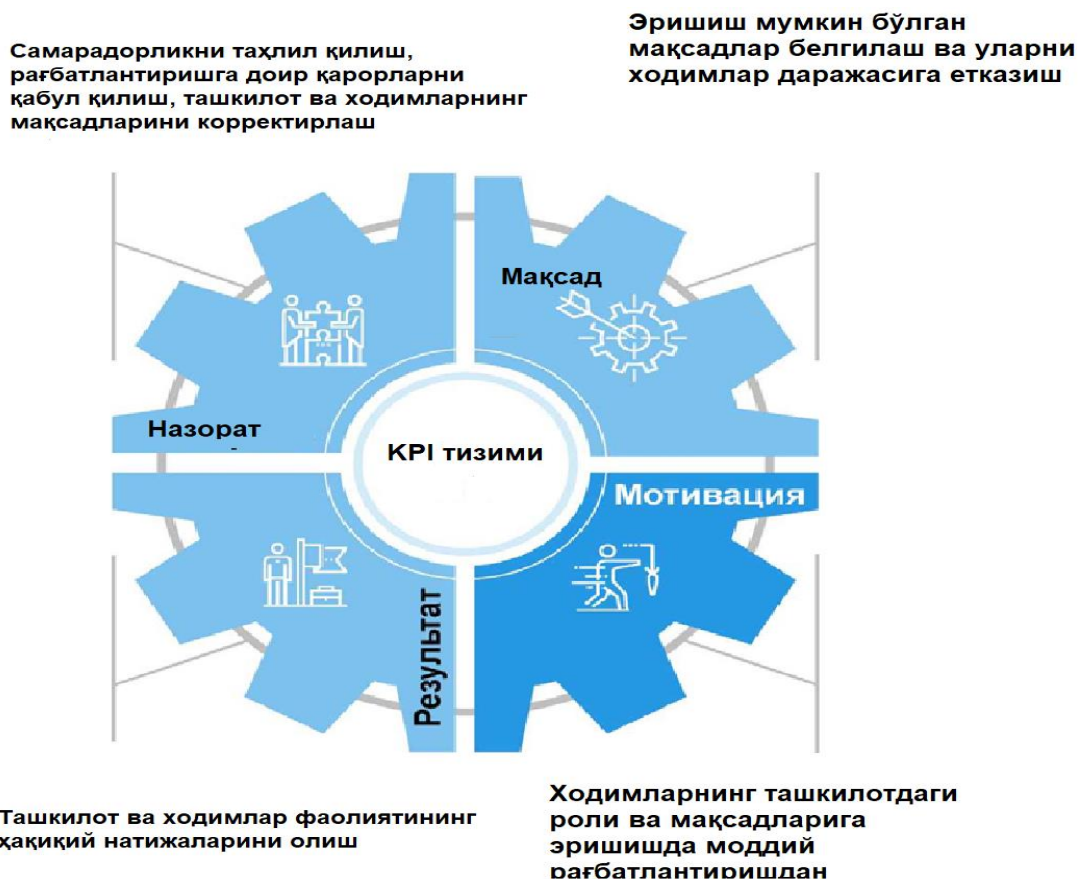 Самарадорликни таҳлил қилиш,
рағбатлантиришга доир қарорларни
қабул қилиш, ташкилот ва ходимларнинг
мақсадларини корректирлаш
Эришиш мумкин бўлган
мақсадлар белгилаш ва уларни
ходимлар даражасига етказиш
Мақсад
Назорат
KPI тизими
Мотивация
Результат
Ташкилот ва ходимлар фаолиятининг
ҳақиқий натижаларини олиш
Ходимларнинг ташкилотдаги
роли ва мақсадларига
эришишда моддий
рағбатлантиришдан